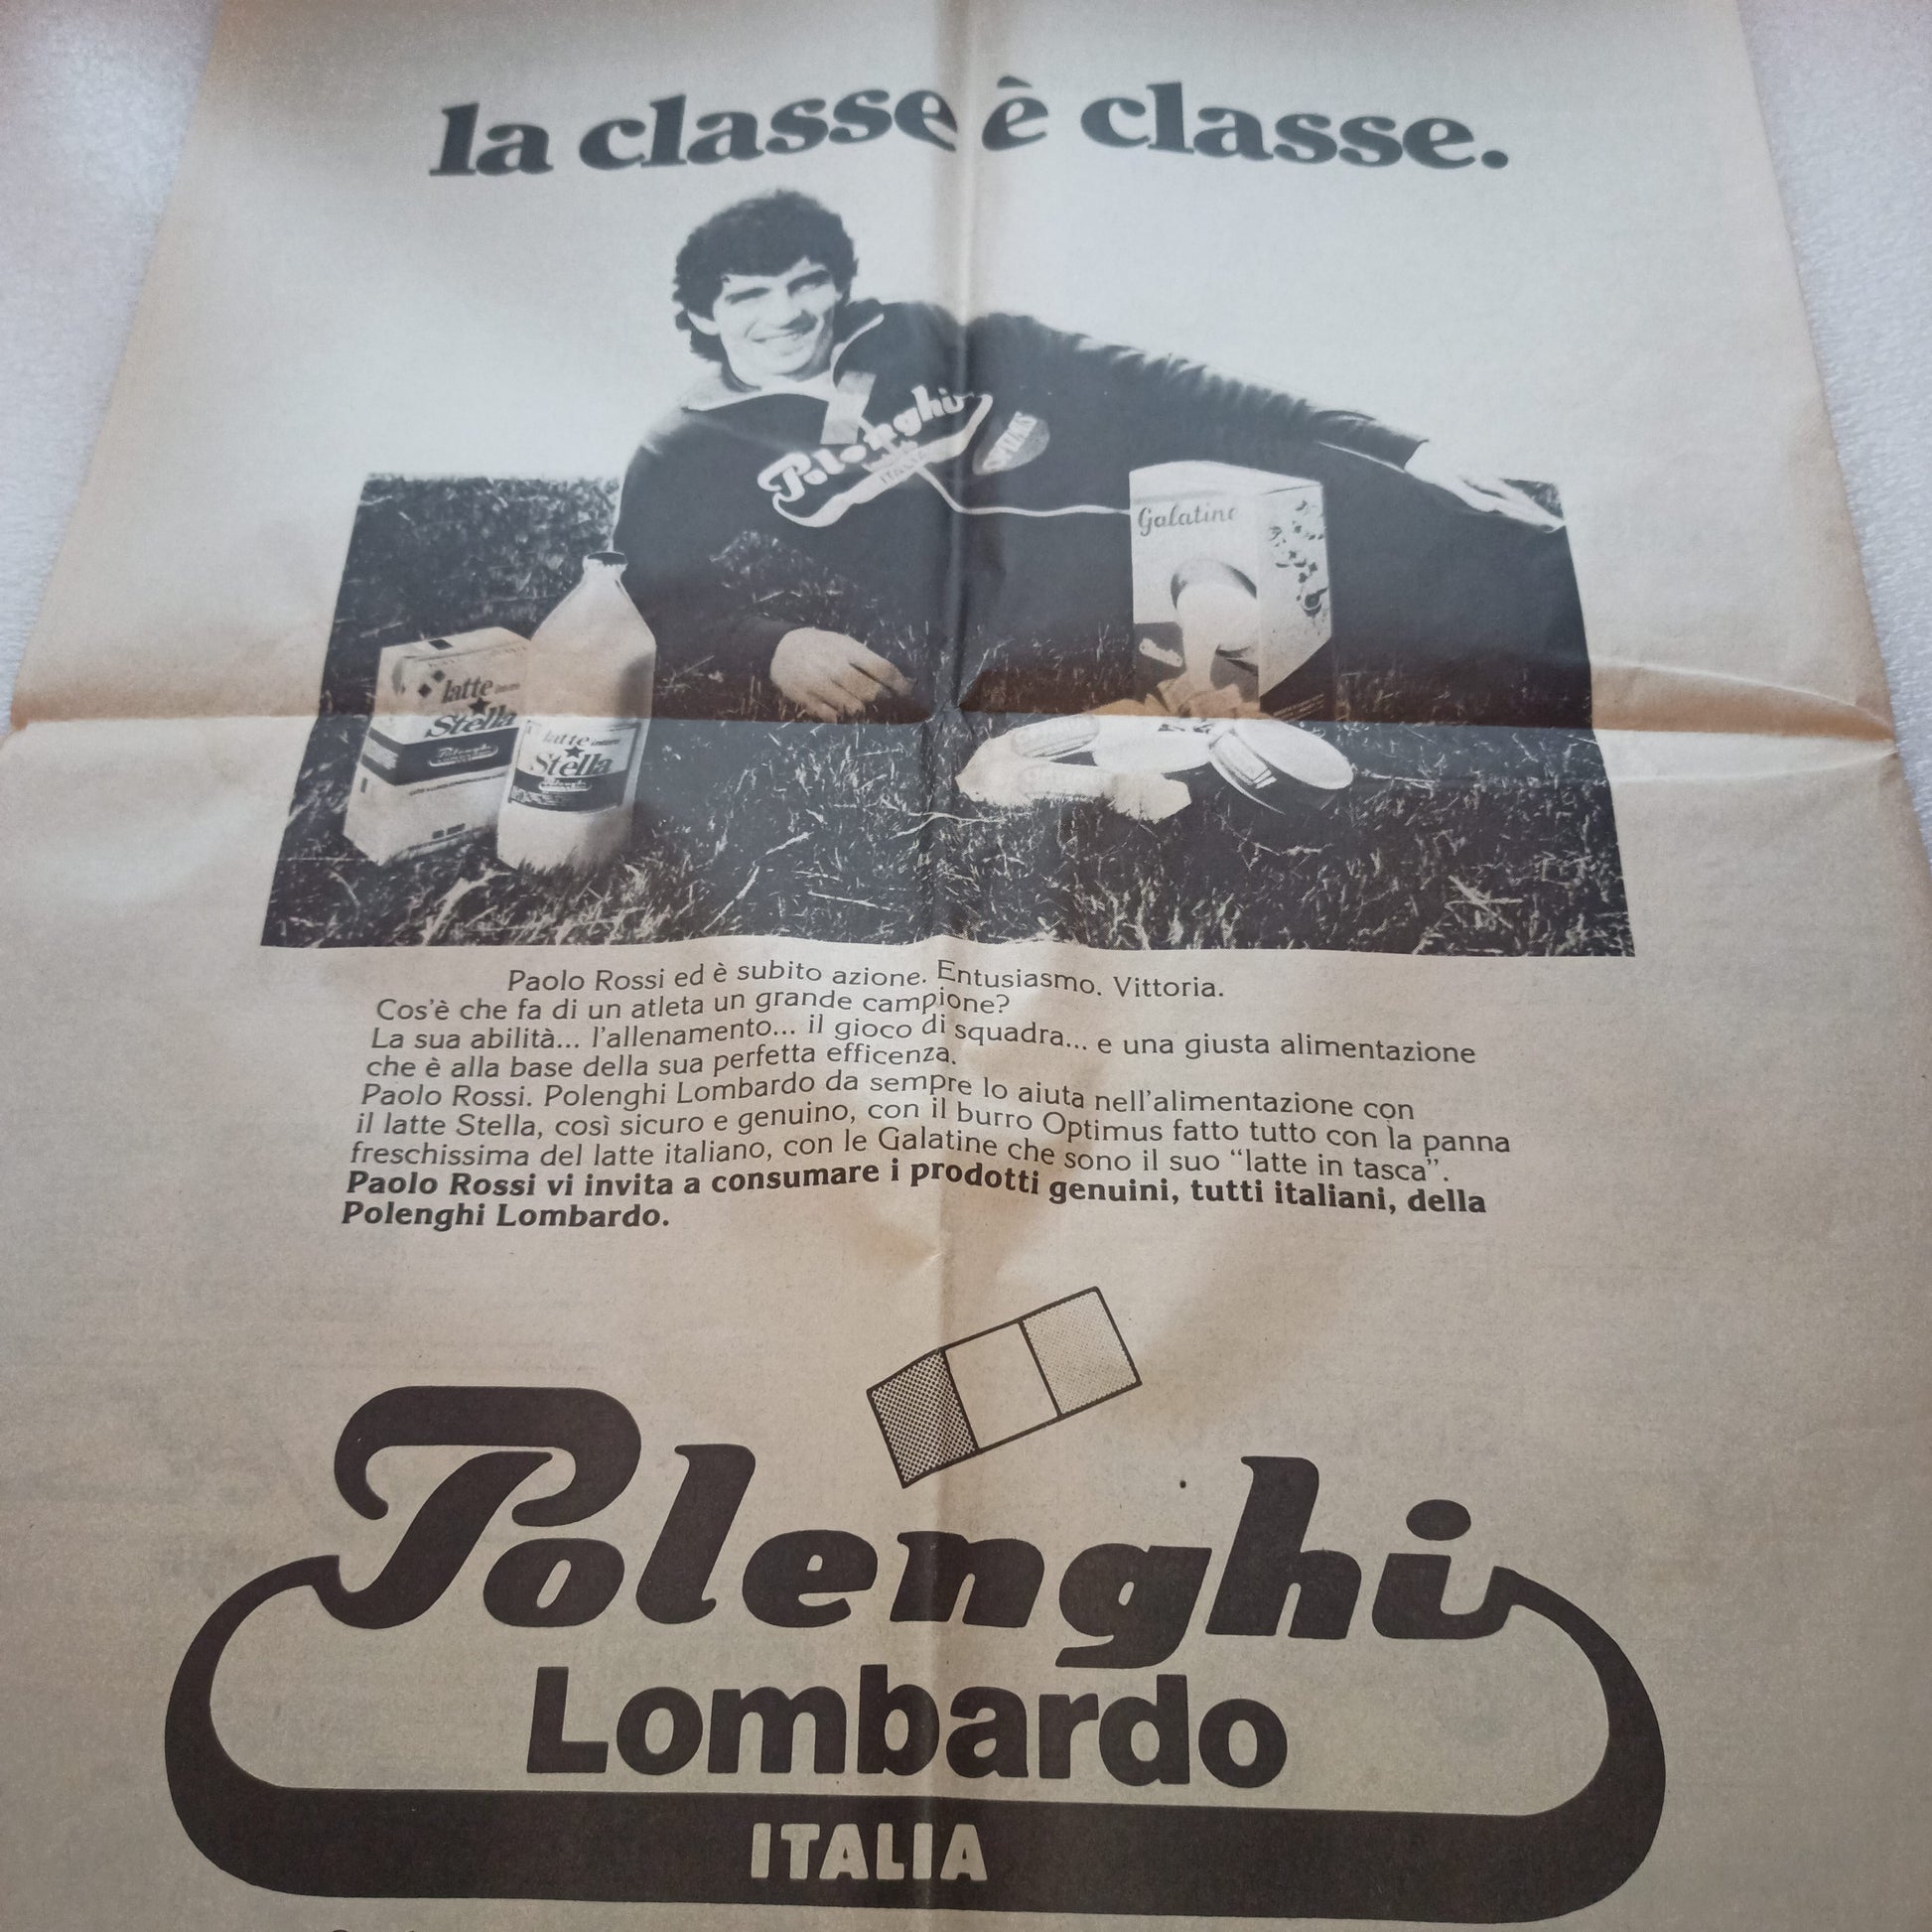 la classe è classe.
Polenghi
ITALIA
Galatine
latte
Stella
Polenghi
latte
Stella
Polenghi
Paolo Rossi ed è subito azione. Entusiasmo. Vittoria.
Cos'è che fa di un atleta un grande campione?
La sua abilità... l'allenamento... il gioco di squadra... e una giusta alimentazione
che è alla base della sua perfetta efficenza.
Paolo Rossi. Polenghi Lombardo da sempre lo aiuta nell'alimentazione con
il latte Stella, così sicuro e genuino, con il burro Optimus fatto tutto con la panna
freschissima del latte italiano, con le Galatine che sono il suo “latte in tasca”.
Paolo Rossi vi invita a consumare i prodotti genuini, tutti italiani, della
Polenghi Lombardo.
Polenghi
Lombardo
ITALIA